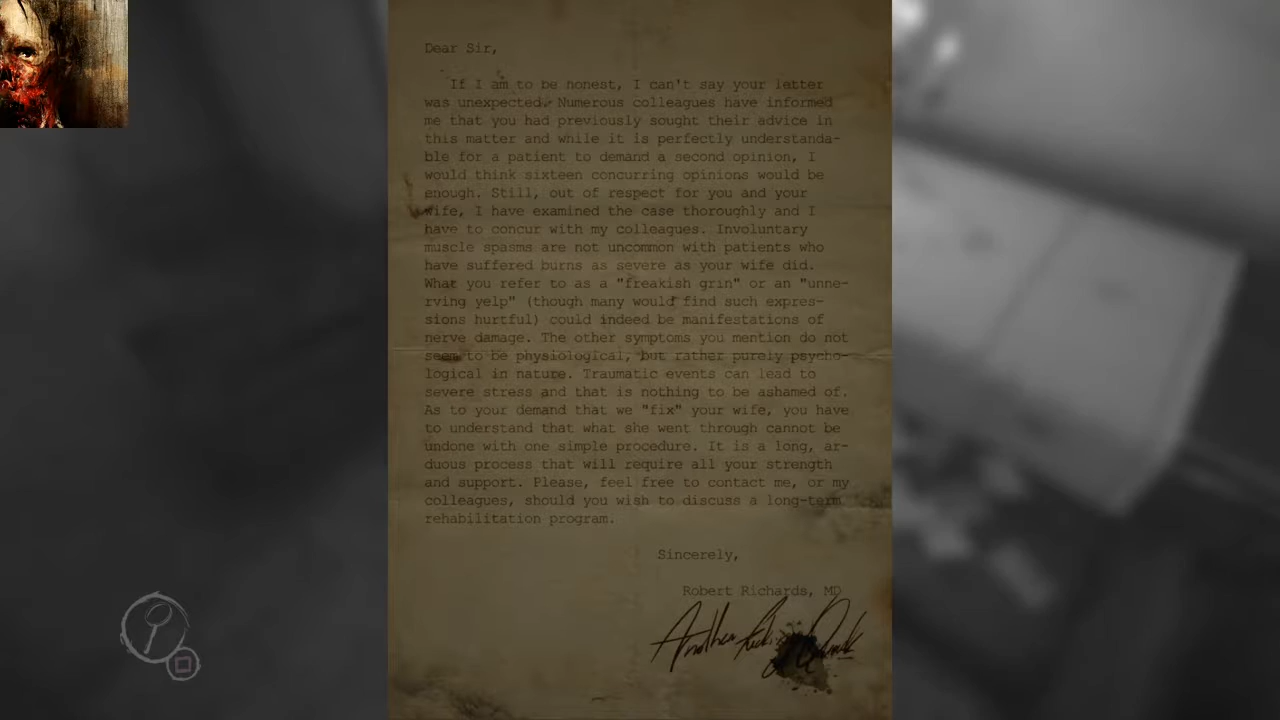 Dear Sir,
If I am to be honest, I can't say your letter
was unexpected. Numerous colleagues have informed
me that you had previously sought their advice in
this matter and while it is perfectly understanda-
ble for a patient to demand a second opinion, I
would think sixteen concurring opinions would be
enough. Still, out of respect for you and your
wife, I have examined the case thoroughly and I
have to concur with my colleagues. Involuntary
muscle spasms are not uncommon with patients who
have suffered burns as severe as your wife did.
What you refer to as a "freakish grin" or an "unne-
rving yelp" (though many would find such expres-
sions hurtful) could indeed be manifestations of
nerve damage. The other symptoms you mention do not
seem to be physiological, but rather purely psycho-
logical in nature. Traumatic events can lead to
severe stress and that is nothing to be ashamed of.
As to your demand that we "fix" your wife, you have
to understand that what she went through cannot be
undone with one simple procedure. It is a long, ar-
duous process that will require all your strength
and support. Please, feel free to contact me, or my
colleagues, should you wish to discuss a long-term
rehabilitation program.
Sincerely,
Robert Richards, MD
Another